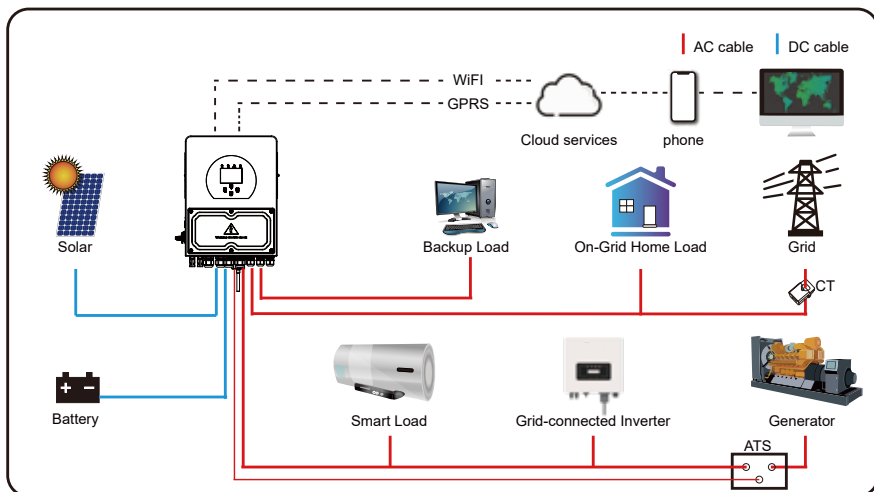 AC cable
DC cable
WiFI
GPRS
Cloud services
phone
Solar
Backup Load
On-Grid Home Load
Grid
CT
Battery
Smart Load
Grid-connected Inverter
Generator
ATS